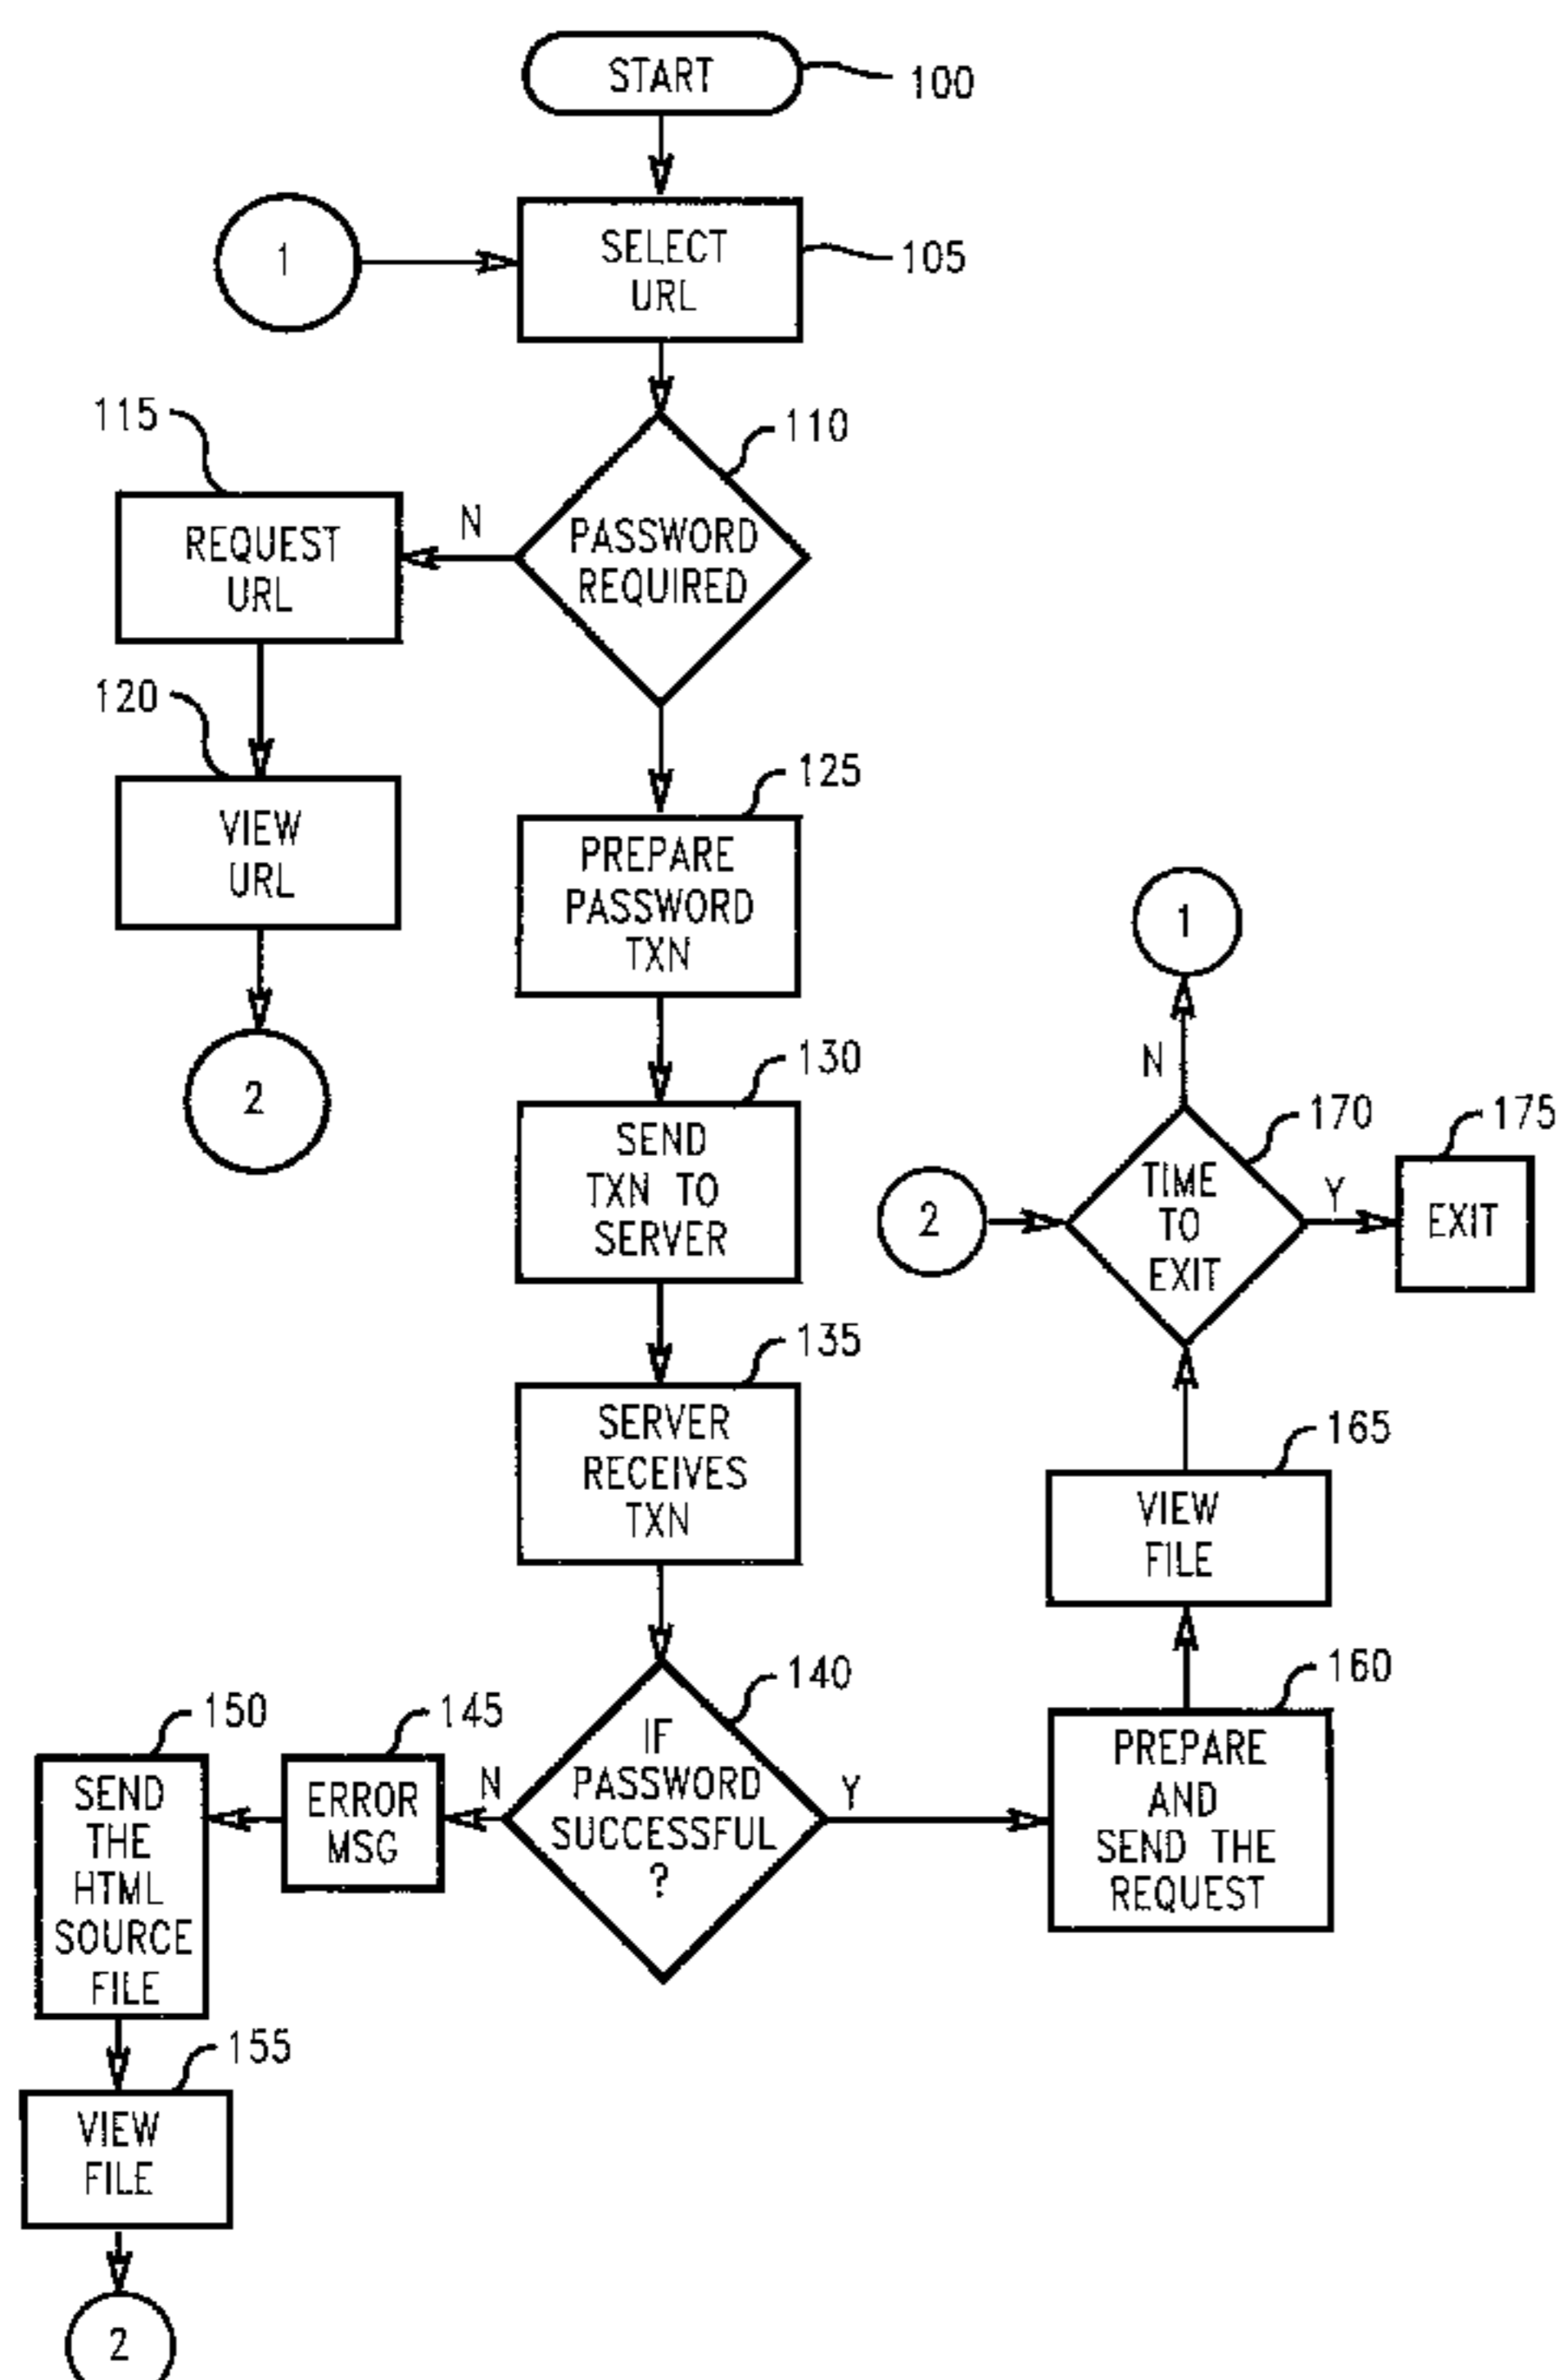 START
100
1
SELECT
URL
105
110
PASSWORD
REQUIRED
N
115
REQUEST
URL
120
VIEW
URL
2
125
PREPARE
PASSWORD
TXN
130
SEND
TXN TO
SERVER
135
SERVER
RECEIVES
TXN
140
IF
PASSWORD
SUCCESSFUL
?
N
145
ERROR
MSG
150
SEND
THE
HTML
SOURCE
FILE
155
VIEW
FILE
2
Y
160
PREPARE
AND
SEND THE
REQUEST
165
VIEW
FILE
2
170
TIME
TO
EXIT
N
1
Y
175
EXIT